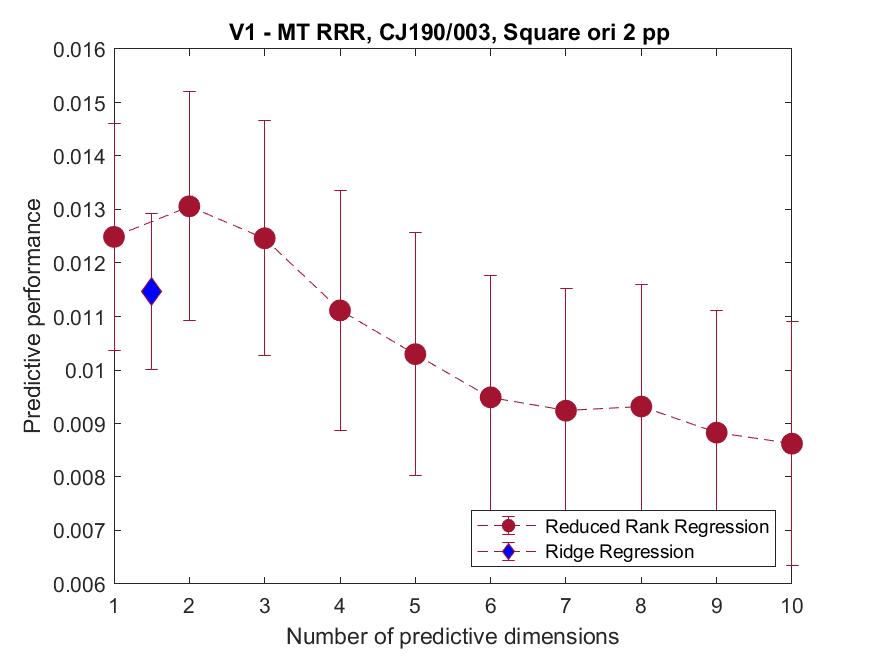 V1 - MT RRR, CJ190/003, Square ori 2 pp
0.016
0.015
0.014
0.013
0.012
0.011
0.01
0.009
0.008
0.007
0.006
Predictive performance
Reduced Rank Regression
Ridge Regression
1 2 3 4 5 6 7 8 9 10
Number of predictive dimensions